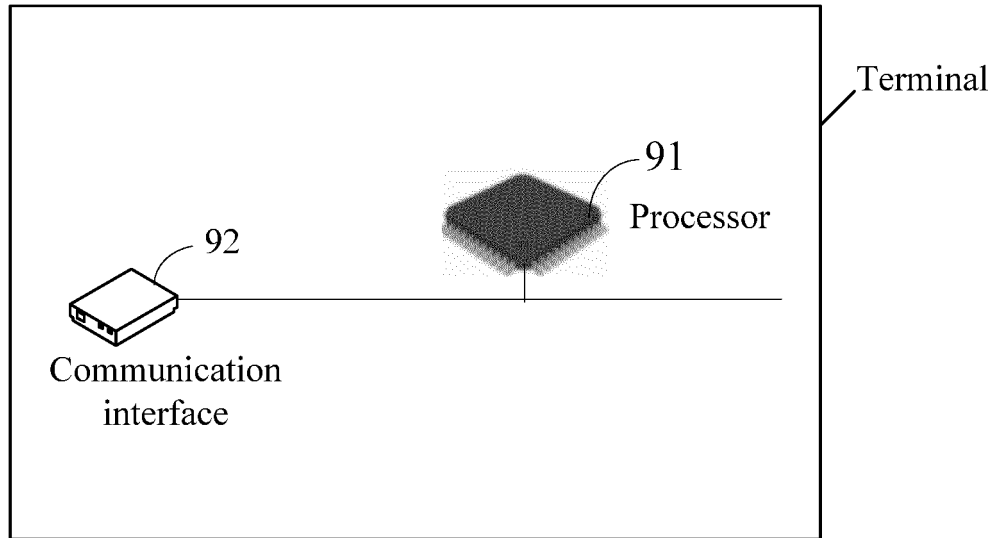 Terminal
91
Processor
92
Communication
interface